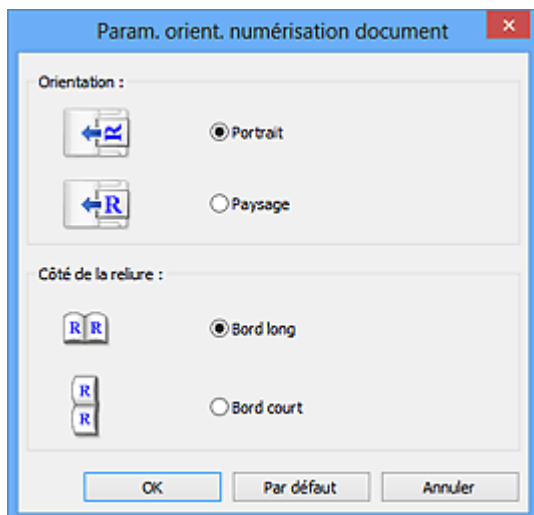 Param. orient. numérisation document
Orientation :
R
Portrait
R
Paysage
Côté de la reliure :
R R
Bord long
R
R
Bord court
OK Par défaut Annuler